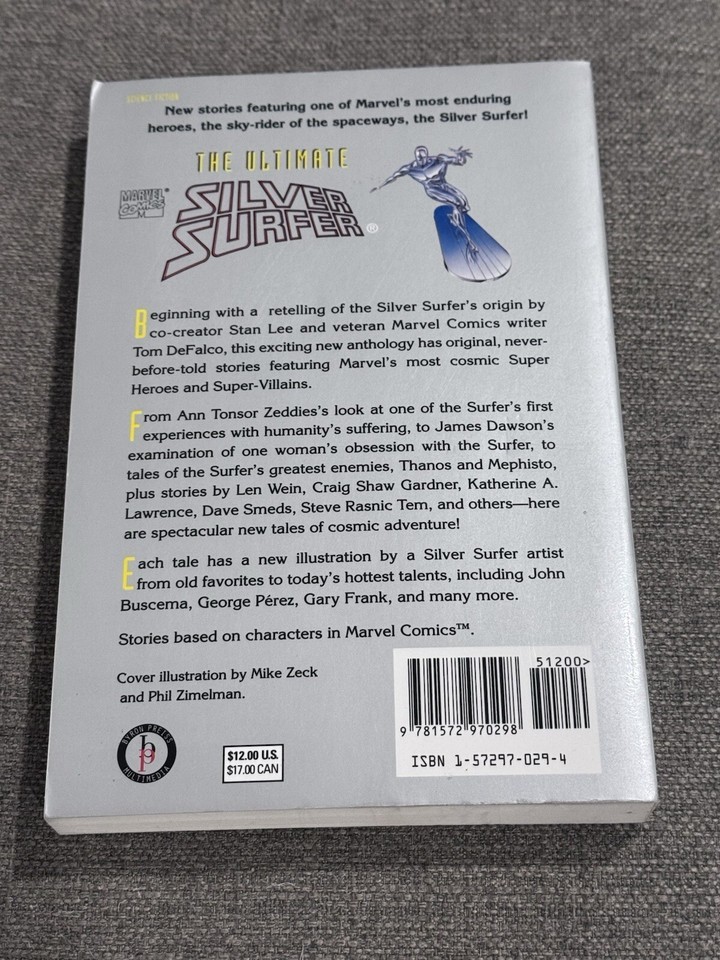 SCIENCE FICTION
New stories featuring one of Marvel's most enduring
heroes, the sky-rider of the spaceways, the Silver Surfer!
THE ULTIMATE
MARVEL®
COMICS
M
SILVER
SURFER®
Beginning with a retelling of the Silver Surfer's origin by
co-creator Stan Lee and veteran Marvel Comics writer
Tom DeFalco, this exciting new anthology has original, never-
before-told stories featuring Marvel's most cosmic Super
Heroes and Super-Villains.
From Ann Tonsor Zeddies's look at one of the Surfer's first
experiences with humanity's suffering, to James Dawson's
examination of one woman's obsession with the Surfer, to
tales of the Surfer's greatest enemies, Thanos and Mephisto,
plus stories by Len Wein, Craig Shaw Gardner, Katherine A.
Lawrence, Dave Smeds, Steve Rasnic Tem, and others—here
are spectacular new tales of cosmic adventure!
Each tale has a new illustration by a Silver Surfer artist
from old favorites to today's hottest talents, including John
Buscema, George Pérez, Gary Frank, and many more.
Stories based on characters in Marvel Comics™.
Cover illustration by Mike Zeck
and Phil Zimelman.
51200>
9 781572 970298
ISBN 1-57297-029-4
BYRON PREISS
bp
MULTIMEDIA
$12.00 U.S.
$17.00 CAN